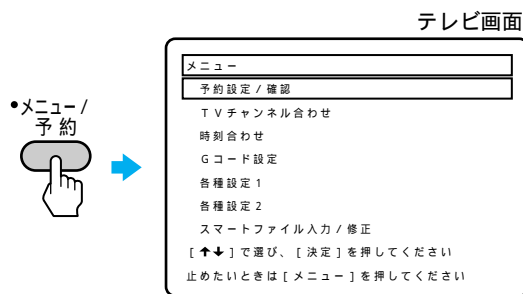 テレビ画面
•メニュー/
予約
メニュー
予約設定/確認
TVチャンネル合わせ
時刻合わせ
Gコード設定
各種設定1
各種設定2
スマートファイル入力/修正
[↑↓]で選び、[決定]を押してください
止めたいときは[メニュー]を押してください